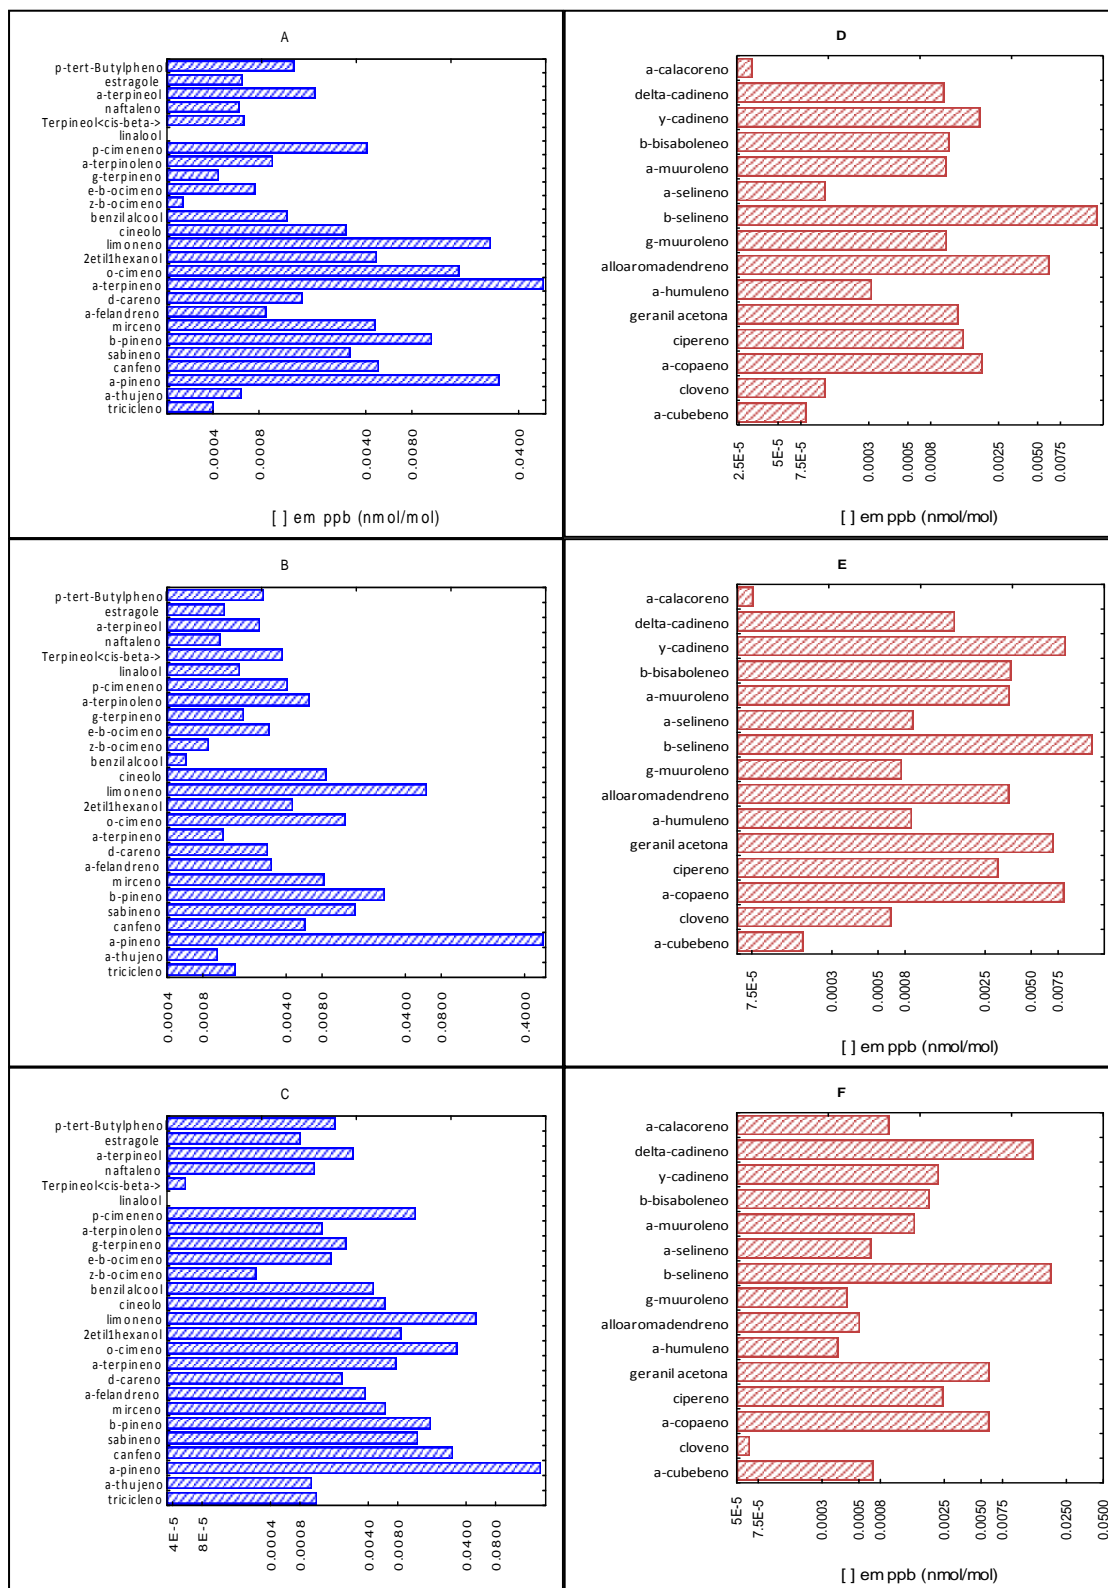 A
p-tert-Butylpheno
estragole
a-terpineol
naftaleno
Terpineol<cis-beta->
linalool
p-cimeneno
a-terpinoleno
g-terpineno
e-b-ocimeno
z-b-ocimeno
benzilalcool
cineolo
limoneno
2etil1hexanol
o-cimeno
a-terpineno
d-careno
a-felandreno
mirceno
b-pineno
sabineno
canfeno
a-pineno
a-thujeno
tricicleno
0.0004
0.0008
0.0040
0.0080
0.0400
[ ] em ppb (nmol/mol)
D
a-calacoreno
delta-cadineno
y-cadineno
b-bisaboleneo
a-muuroleno
a-selineno
b-selineno
g-muuroleno
alloaromadendreno
a-humuleno
geranil acetona
cipereno
a-copaeno
cloveno
a-cubebeno
2.5E-5
5E-5
7.5E-5
0.0003
0.0005
0.0008
0.0025
0.0050
0.0075
[ ] em ppb (nmol/mol)
B
p-tert-Butylpheno
estragole
a-terpineol
naftaleno
Terpineol<cis-beta->
linalool
p-cimeneno
a-terpinoleno
g-terpineno
e-b-ocimeno
z-b-ocimeno
benzilalcool
cineolo
limoneno
2etil1hexanol
o-cimeno
a-terpineno
d-careno
a-felandreno
mirceno
b-pineno
sabineno
canfeno
a-pineno
a-thujeno
tricicleno
0.0004
0.0008
0.0040
0.0080
0.0400
0.0800
0.4000
E
a-calacoreno
delta-cadineno
y-cadineno
b-bisaboleneo
a-muuroleno
a-selineno
b-selineno
g-muuroleno
alloaromadendreno
a-humuleno
geranil acetona
cipereno
a-copaeno
cloveno
a-cubebeno
7.5E-5
0.0003
0.0005
0.0008
0.0025
0.0050
0.0075
[ ] em ppb (nmol/mol)
C
p-tert-Butylpheno
estragole
a-terpineol
naftaleno
Terpineol<cis-beta->
linalool
p-cimeneno
a-terpinoleno
g-terpineno
e-b-ocimeno
z-b-ocimeno
benzilalcool
cineolo
limoneno
2etil1hexanol
o-cimeno
a-terpineno
d-careno
a-felandreno
mirceno
b-pineno
sabineno
canfeno
a-pineno
a-thujeno
tricicleno
4E-5
8E-5
0.0004
0.0008
0.0040
0.0080
0.0400
0.0800
F
a-calacoreno
delta-cadineno
y-cadineno
b-bisaboleneo
a-muuroleno
a-selineno
b-selineno
g-muuroleno
alloaromadendreno
a-humuleno
geranil acetona
cipereno
a-copaeno
cloveno
a-cubebeno
5E-5
7.5E-5
0.0003
0.0005
0.0008
0.0025
0.0050
0.0075
0.0250
0.0500
[ ] em ppb (nmol/mol)